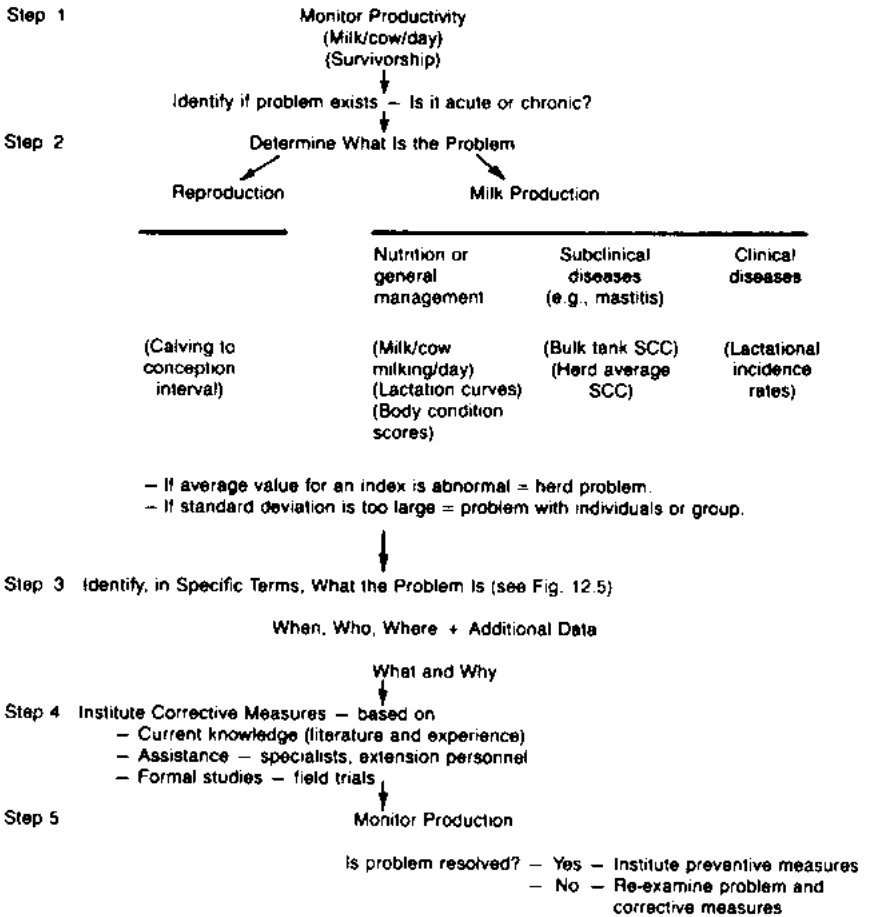 Step 1 Monitor Productivity
(Milk/cow/day)
(Survivorship)
Identify if problem exists – Is it acute or chronic?
Step 2 Determine What Is the Problem
Reproduction Milk Production
Nutrition or Subclinical Clinical
general diseases diseases
management (e.g., mastitis)
(Calving to (Milk/cow (Bulk tank SCC) (Lactational
conception milking/day) (Herd average incidence
interval) (Lactation curves) SCC) rates)
(Body condition
scores)
– If average value for an index is abnormal = herd problem.
– If standard deviation is too large = problem with individuals or group.
Step 3 Identify, in Specific Terms, What the Problem Is (see Fig. 12.5)
When, Who, Where + Additional Data
What and Why
Step 4 Institute Corrective Measures – based on
– Current knowledge (literature and experience)
– Assistance – specialists, extension personnel
– Formal studies – field trials
Step 5 Monitor Production
Is problem resolved? – Yes – Institute preventive measures
– No – Re-examine problem and
corrective measures